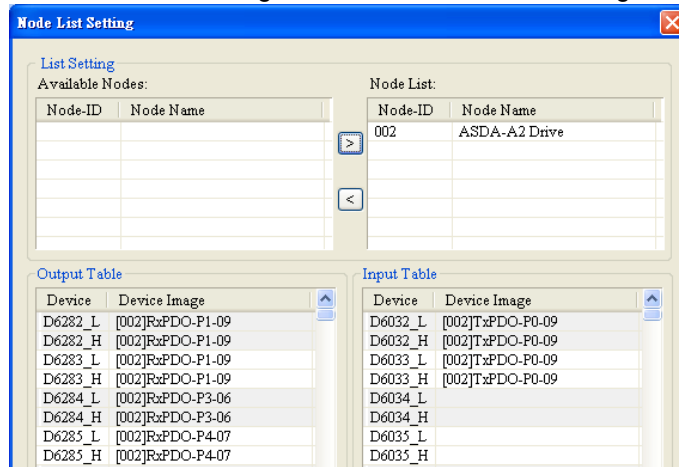 Node List Setting
List Setting
Available Nodes:
Node-ID Node Name
>
<
Node List:
Node-ID Node Name
002 ASDA-A2 Drive
Output Table
Device Device Image
D6282_L [002]RxPDO-P1-09
D6282_H [002]RxPDO-P1-09
D6283_L [002]RxPDO-P1-09
D6283_H [002]RxPDO-P1-09
D6284_L [002]RxPDO-P3-06
D6284_H [002]RxPDO-P3-06
D6285_L [002]RxPDO-P4-07
D6285_H [002]RxPDO-P4-07
Input Table
Device Device Image
D6032_L [002]TxPDO-P0-09
D6032_H [002]TxPDO-P0-09
D6033_L [002]TxPDO-P0-09
D6033_H [002]TxPDO-P0-09
D6034_L
D6034_H
D6035_L
D6035_H